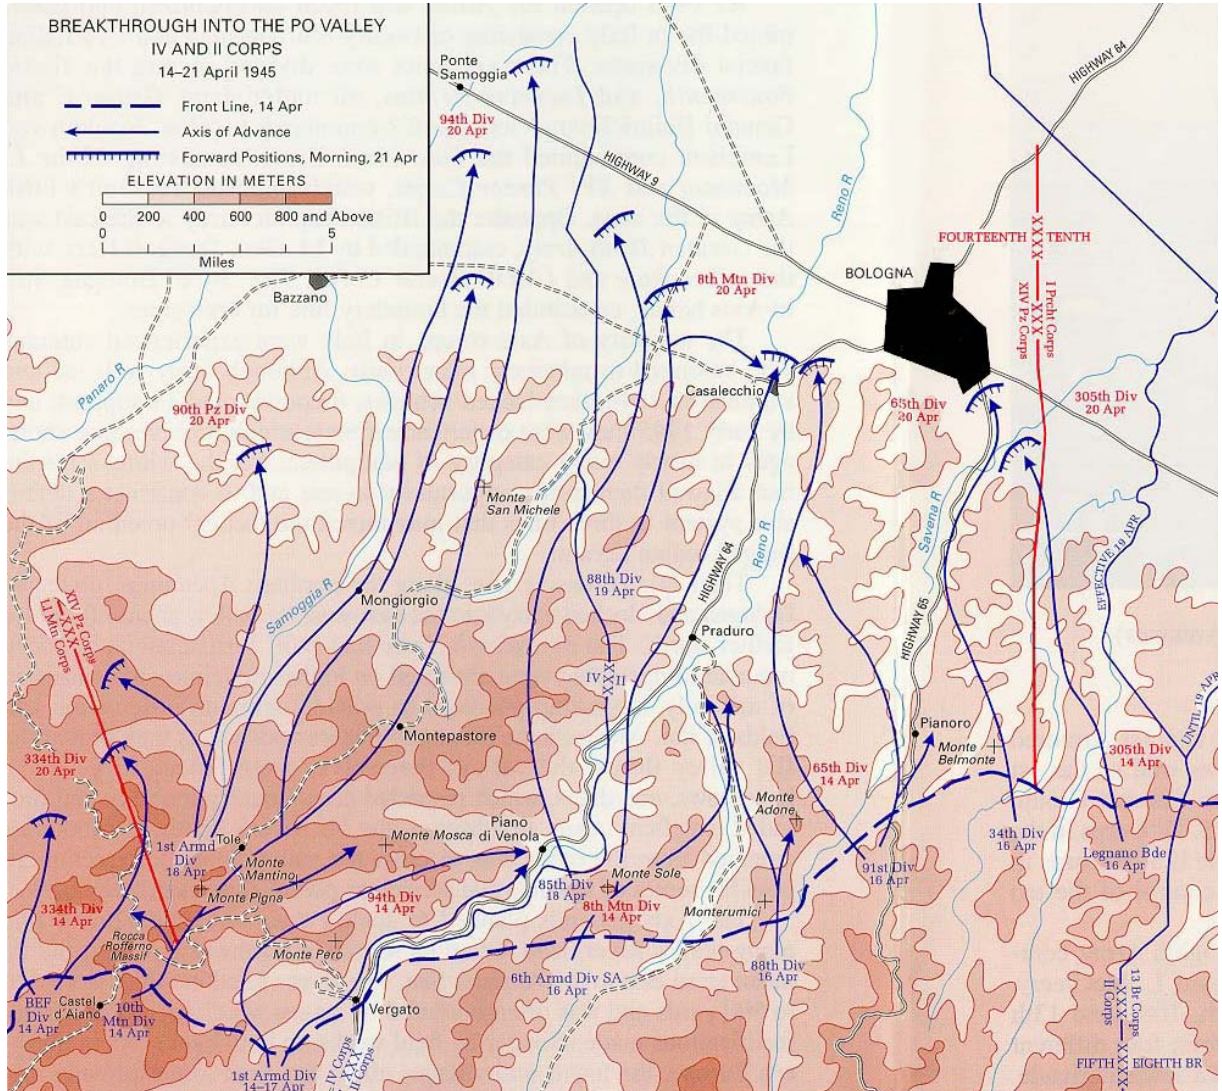 BREAKTHROUGH INTO THE PO VALLEY
IV AND II CORPS
14–21 April 1945
Front Line, 14 Apr
Axis of Advance
Forward Positions, Morning, 21 Apr
ELEVATION IN METERS
0 200 400 600 800 and Above
0 5
Miles
Ponte
Samoggia
94th Div
20 Apr
HIGHWAY 9
Reno R
HIGHWAY 64
FOURTEENTH XXXX TENTH
I Prcht Corps
XXX
XIV Pz Corps
BOLOGNA
Bazzano
8th Mtn Div
20 Apr
Panaro R
90th Pz Div
20 Apr
Casalecchio
65th Div
20 Apr
305th Div
20 Apr
Monte
San Michele
Savena R
EFFECTIVE 19 APR
88th Div
19 Apr
HIGHWAY 64
Reno R
Samoggia R
Mongiorgio
XIV Pz Corps
XXX
LI Mtn Corps
Praduro
HIGHWAY 65
IV XXX II
UNTIL 19 APR
Montepastore
Pianoro
Monte
Belmonte
334th Div
20 Apr
305th Div
14 Apr
65th Div
14 Apr
Monte
Adone
1st Armd
Div
18 Apr
Tole
Monte
Mantino
Monte Mosca
Piano
di Venola
34th Div
16 Apr
Legnano Bde
16 Apr
Monte Pigna
94th Div
14 Apr
85th Div
18 Apr
Monte Sole
8th Mtn Div
14 Apr
91st Div
16 Apr
334th Div
14 Apr
Monterumici
Rocca
Rofferno
Massif
Monte Pero
6th Armd Div SA
16 Apr
88th Div
16 Apr
BEF
Div
14 Apr
Castel
d'Aiano
10th
Mtn Div
14 Apr
Vergato
13 Br Corps
XXX
II Corps
1st Armd Div
14–17 Apr
IV Corps
XXX
II Corps
FIFTH XXXX EIGHTH BR